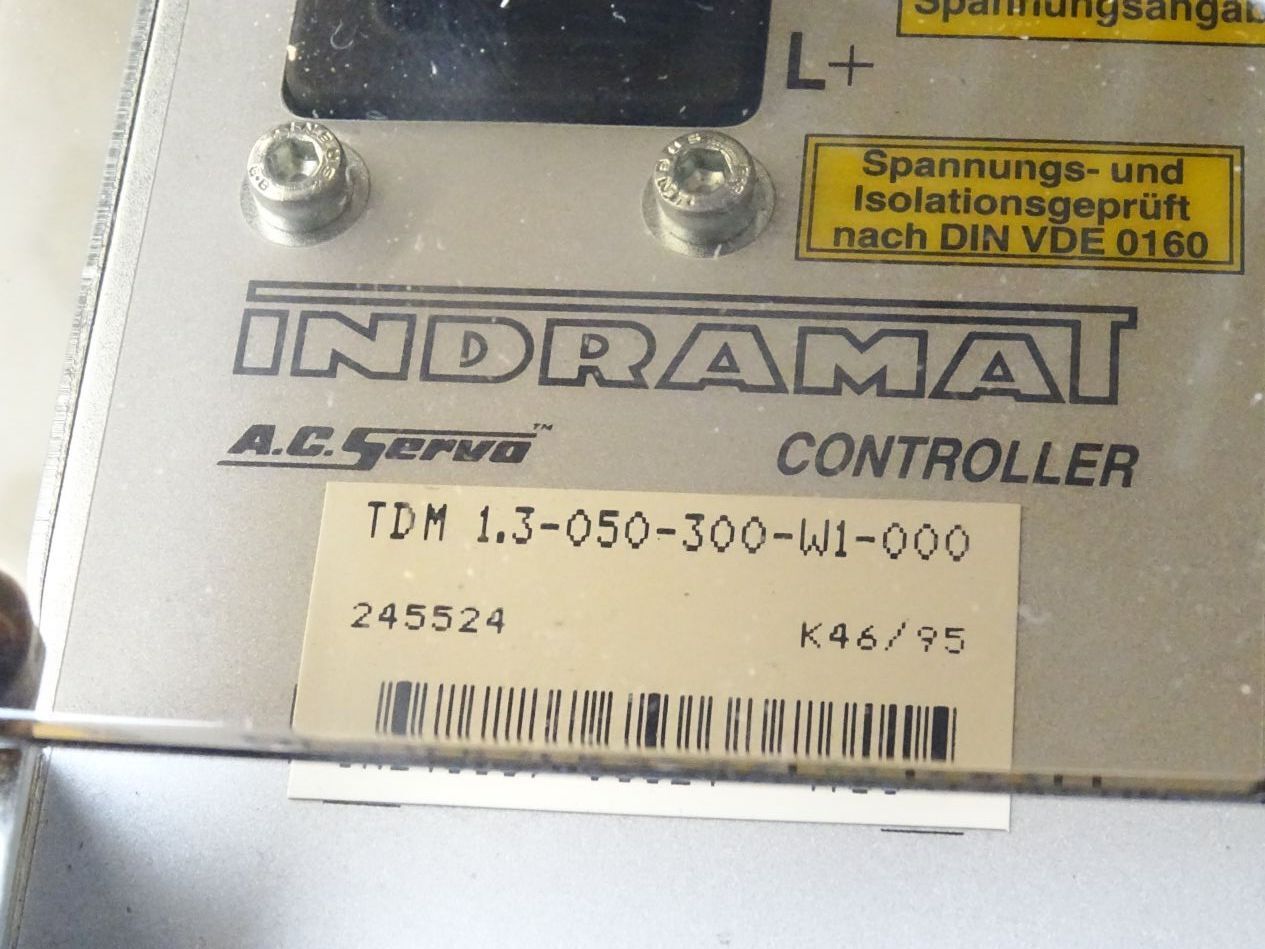 Spannungsangab
L+
Spannungs- und
Isolationsgeprüft
nach DIN VDE 0160
INDRAMAT
A.C. Servo™ CONTROLLER
TDM 1.3-050-300-W1-000
245524 K46/95